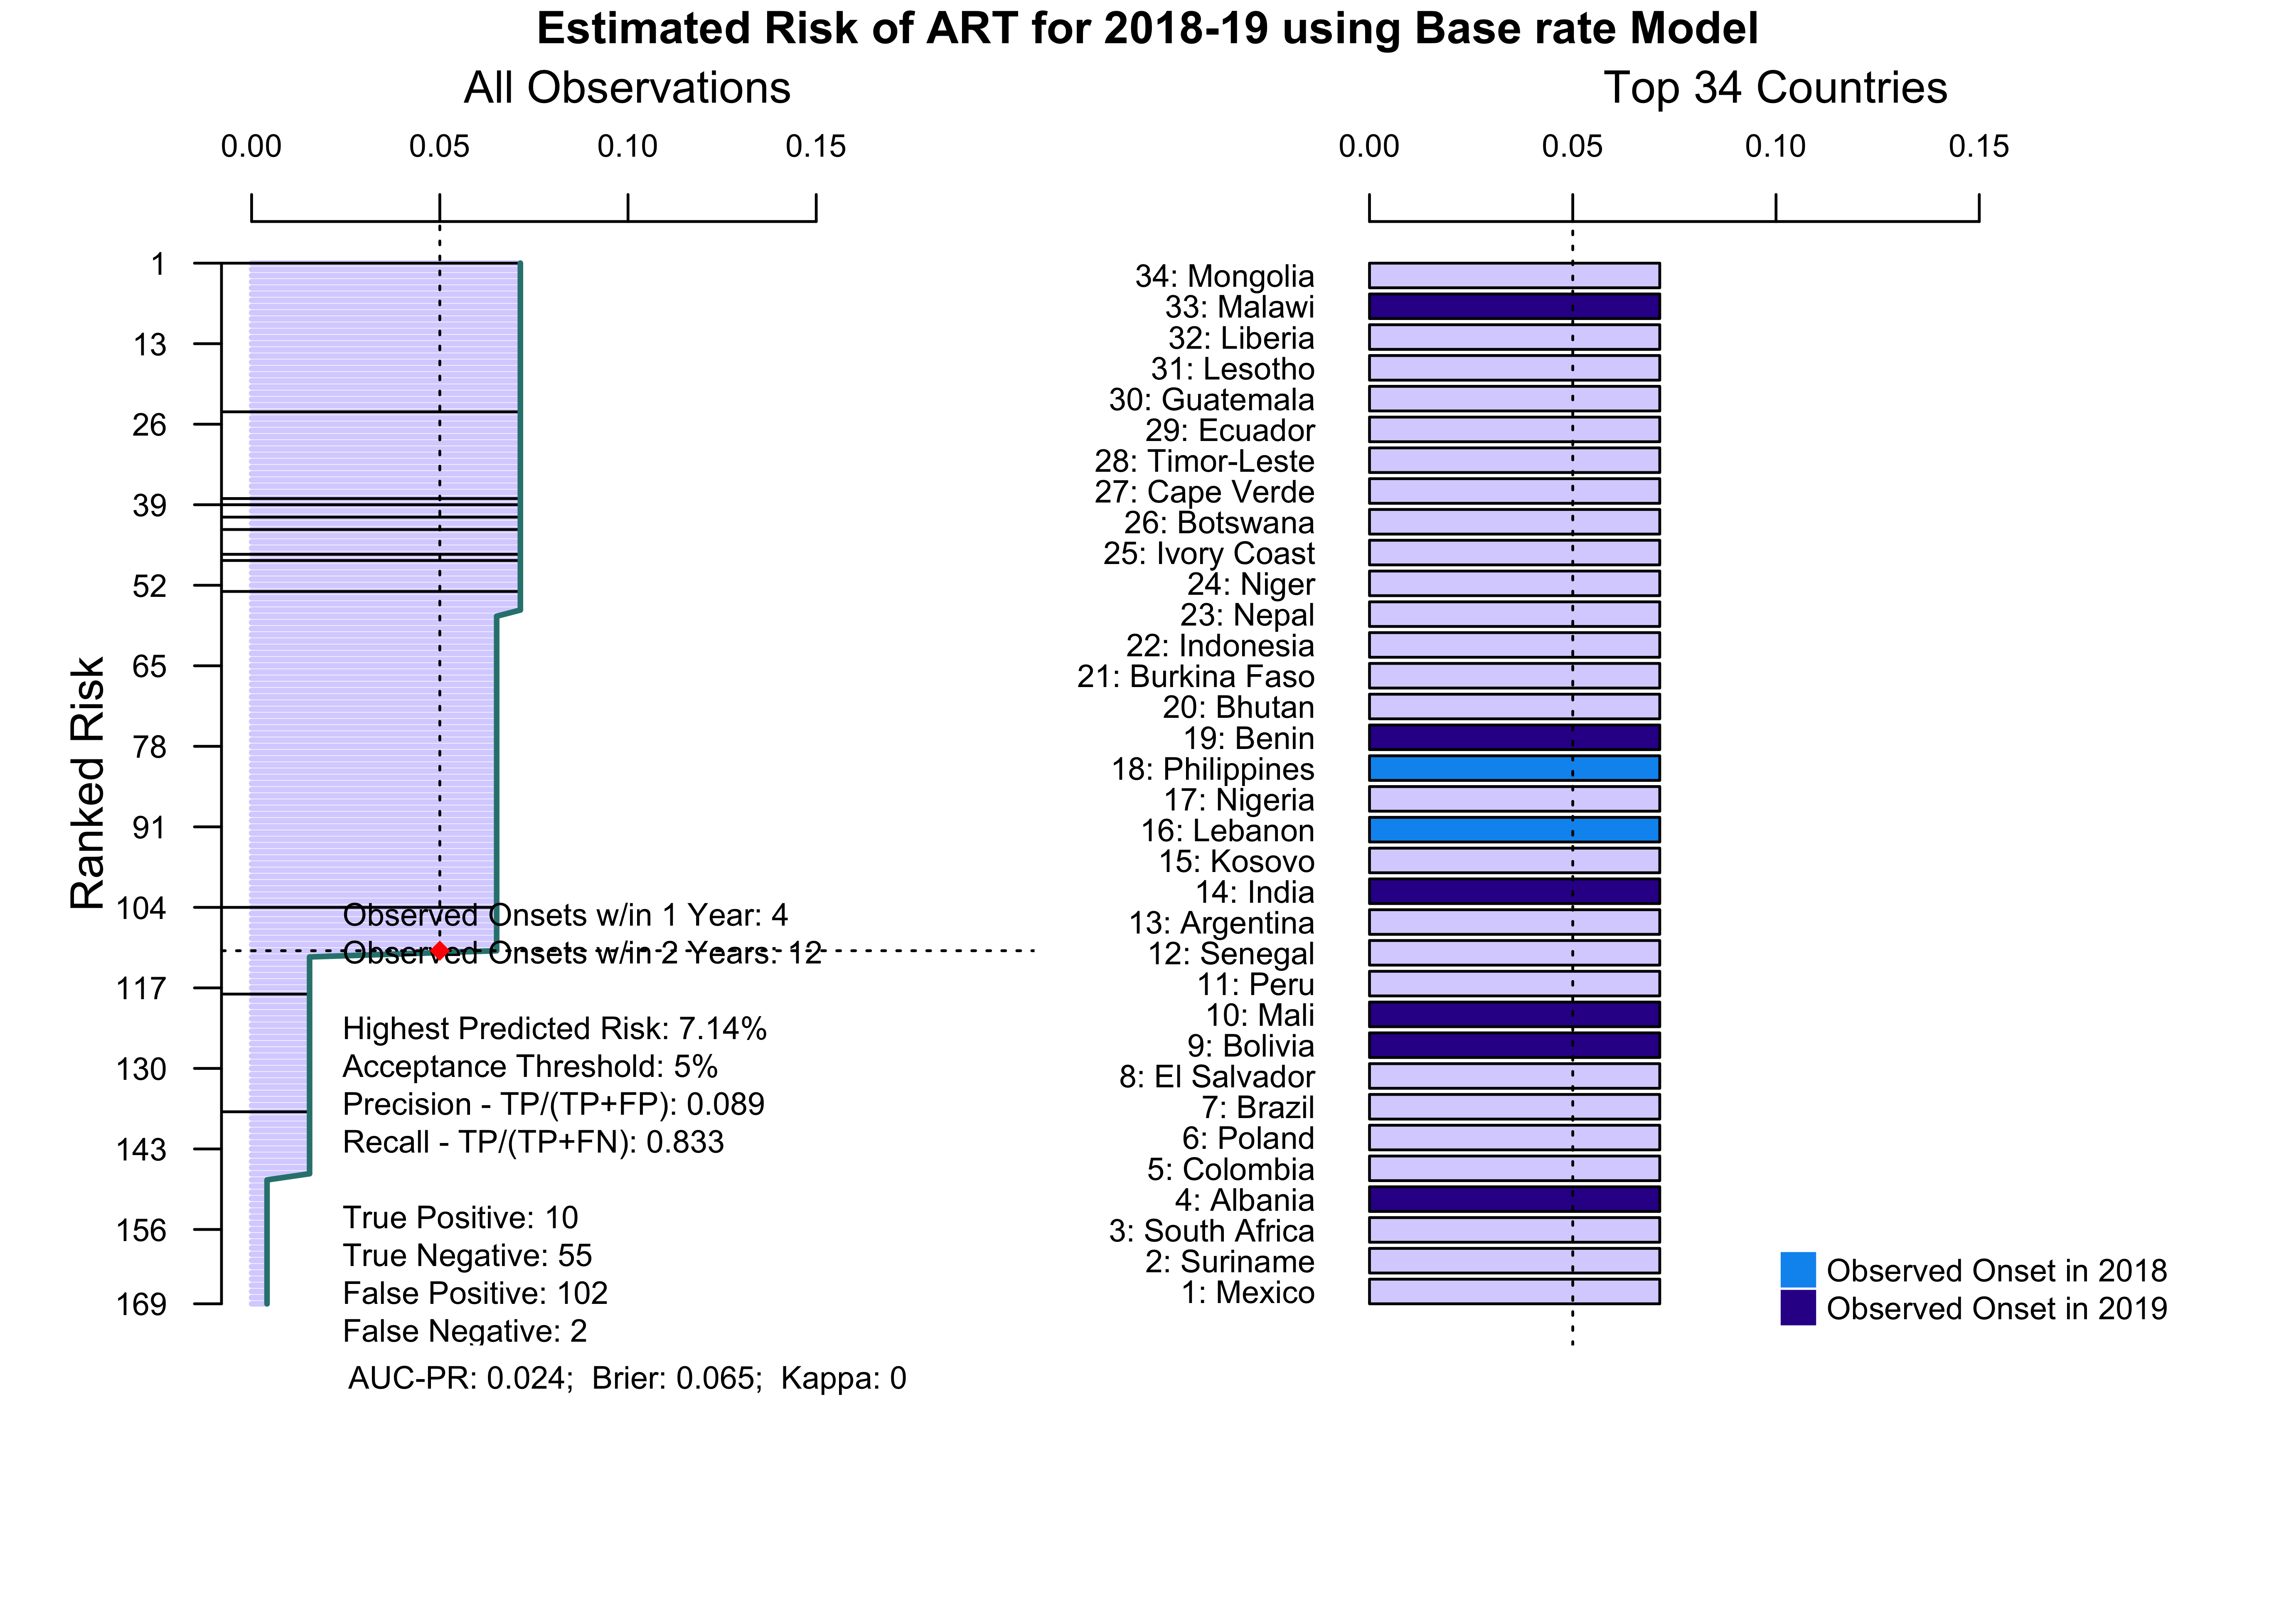 Estimated Risk of ART for 2018-19 using Base rate Model
All Observations
0.00 0.05 0.10 0.15
Ranked Risk
1
13
26
39
52
65
78
91
104
117
130
143
156
169
Observed Onsets w/in 1 Year: 4
Observed Onsets w/in 2 Years: 12
Highest Predicted Risk: 7.14%
Acceptance Threshold: 5%
Precision - TP/(TP+FP): 0.089
Recall - TP/(TP+FN): 0.833
True Positive: 10
True Negative: 55
False Positive: 102
False Negative: 2
AUC-PR: 0.024; Brier: 0.065; Kappa: 0
Top 34 Countries
0.00 0.05 0.10 0.15
34: Mongolia
33: Malawi
32: Liberia
31: Lesotho
30: Guatemala
29: Ecuador
28: Timor-Leste
27: Cape Verde
26: Botswana
25: Ivory Coast
24: Niger
23: Nepal
22: Indonesia
21: Burkina Faso
20: Bhutan
19: Benin
18: Philippines
17: Nigeria
16: Lebanon
15: Kosovo
14: India
13: Argentina
12: Senegal
11: Peru
10: Mali
9: Bolivia
8: El Salvador
7: Brazil
6: Poland
5: Colombia
4: Albania
3: South Africa
2: Suriname
1: Mexico
Observed Onset in 2018
Observed Onset in 2019